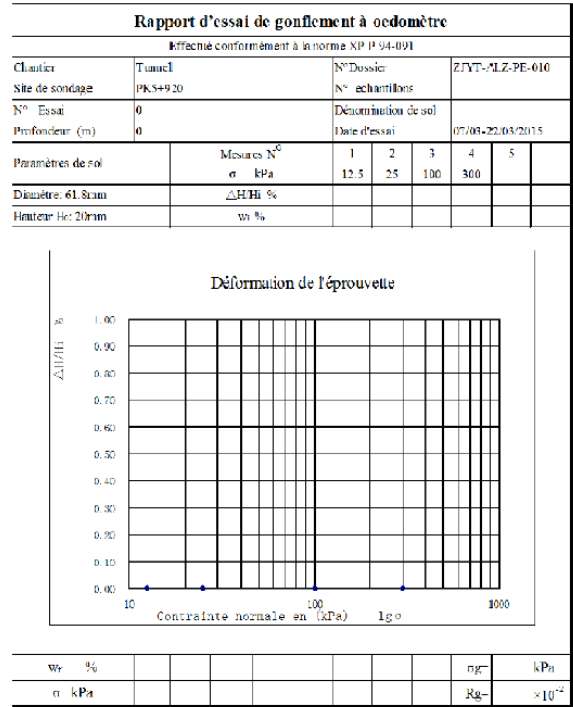 Rapport d'essai de gonflement à oedomètre
Effectué conformément à la norme XP P 94-091
Chantier Tunnel N°Dossier ZJYT-ALZ-PE-010
Site de sondage PK5+920 N° echantillons
N° Essai 0 Dénomination de sol
Profondeur (m) 0 Date d'essai 07/03-22/03/2015
Paramètres de sol Mesures N° 1 2 3 4 5
σ kPa 12.5 25 100 300
Diamètre: 61.8mm △H/Hi %
Hauteur Ho: 20mm %
Déformation de l'éprouvette
△H/Hi %
1.00
0.90
0.80
0.70
0.60
0.50
0.40
0.30
0.20
0.10
0.00
10 100 1000
Contrainte normale en (kPa) lgσ
% σg= kPa
σ kPa Rg= ×10⁻²